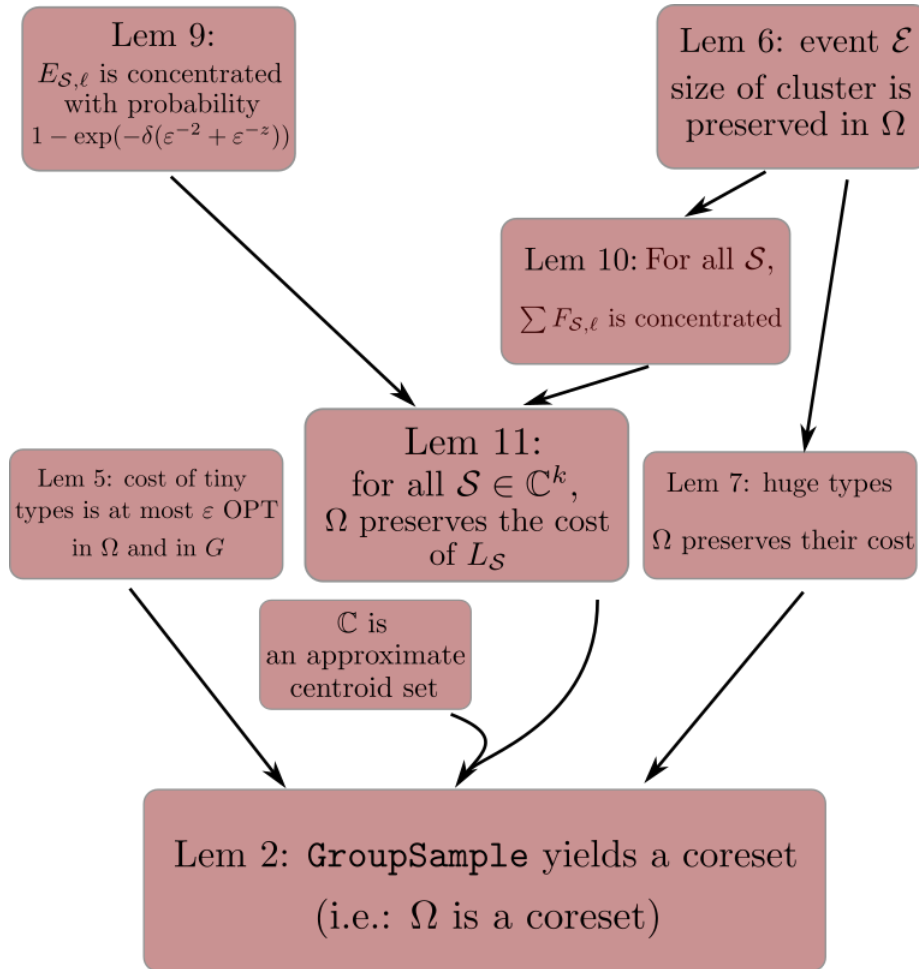 Lem 9:
E_{𝒮,ℓ} is concentrated
with probability
1 − exp(−δ(ε^{−2} + ε^{−z}))
Lem 6: event ℰ
size of cluster is
preserved in Ω
Lem 10: For all 𝒮,
∑ F_{𝒮,ℓ} is concentrated
Lem 11:
for all 𝒮 ∈ ℂ^k,
Ω preserves the cost
of L_𝒮
Lem 5: cost of tiny
types is at most ε OPT
in Ω and in G
Lem 7: huge types
Ω preserves their cost
ℂ is
an approximate
centroid set
Lem 2: GroupSample yields a coreset
(i.e.: Ω is a coreset)